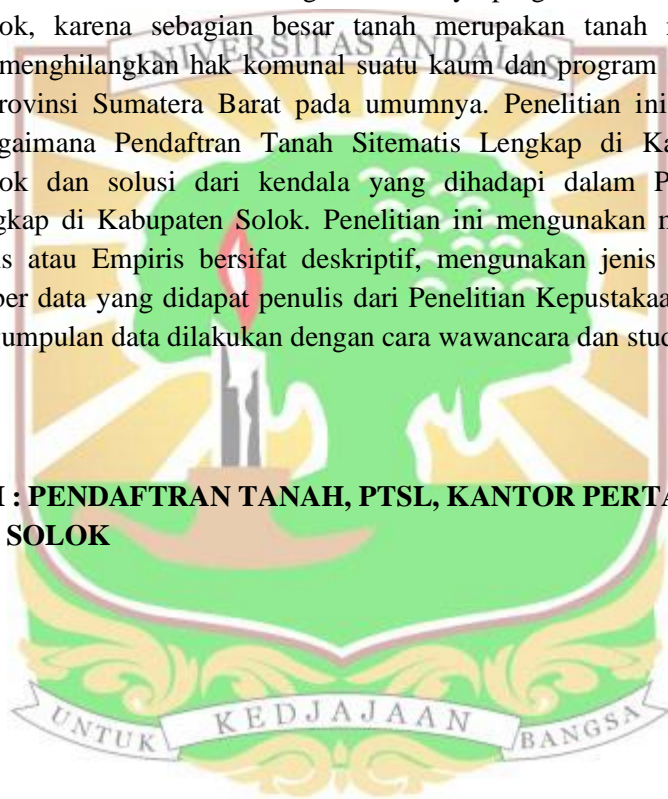 ok, karena sebagian besar tanah merupakan tanah
menghilangkan hak komunal suatu kaum dan program
UNIVERSITAS ANDALAS
rovinsi Sumatera Barat pada umumnya. Penelitian ini
gaimana Pendaftran Tanah Sitematis Lengkap di Ka
ok dan solusi dari kendala yang dihadapi dalam P
gkap di Kabupaten Solok. Penelitian ini mengunakan
is atau Empiris bersifat deskriptif, mengunakan jenis
ber data yang didapat penulis dari Penelitian Kepustakaa
gumpulan data dilakukan dengan cara wawancara dan stud
I : PENDAFTRAN TANAH, PTSL, KANTOR PERTA
SOLOK
UNTUK KEDJAJAAN BANGSA